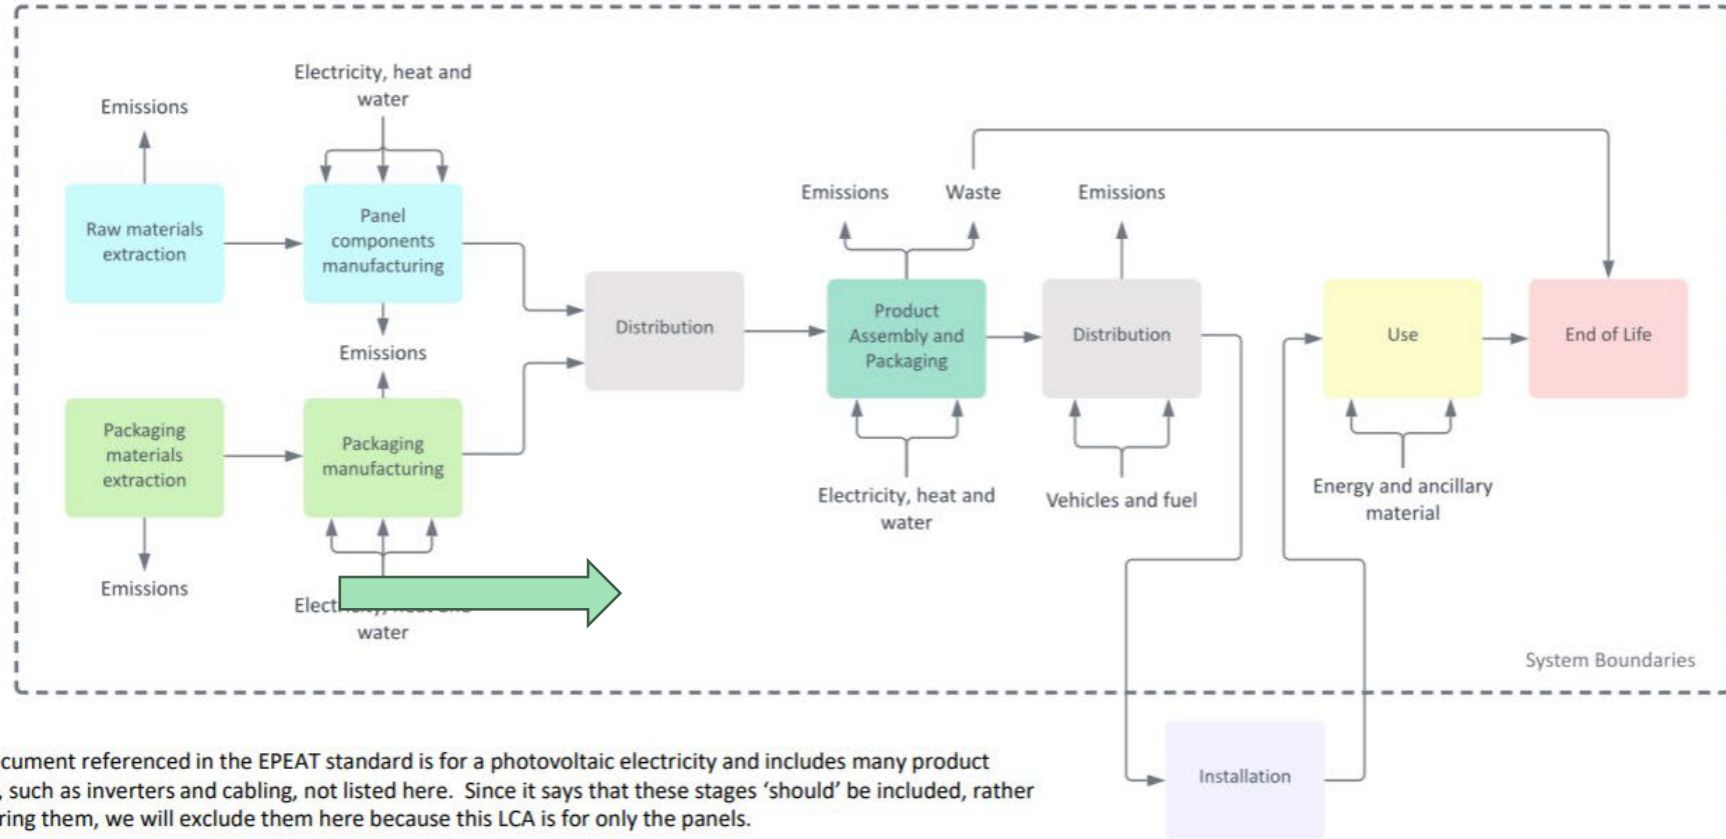 Electricity, heat and
water
Emissions
Raw materials
extraction
Panel
components
manufacturing
Emissions
Packaging
materials
extraction
Packaging
manufacturing
Emissions
water
Distribution
Emissions
Waste
Product
Assembly and
Packaging
Electricity, heat and
water
Emissions
Distribution
Vehicles and fuel
Use
Energy and ancillary
material
End of Life
System Boundaries
Installation
document referenced in the EPEAT standard is for a photovoltaic electricity and includes many product
, such as inverters and cabling, not listed here. Since it says that these stages ‘should’ be included, rather
them, we will exclude them here because this LCA is for only the panels.